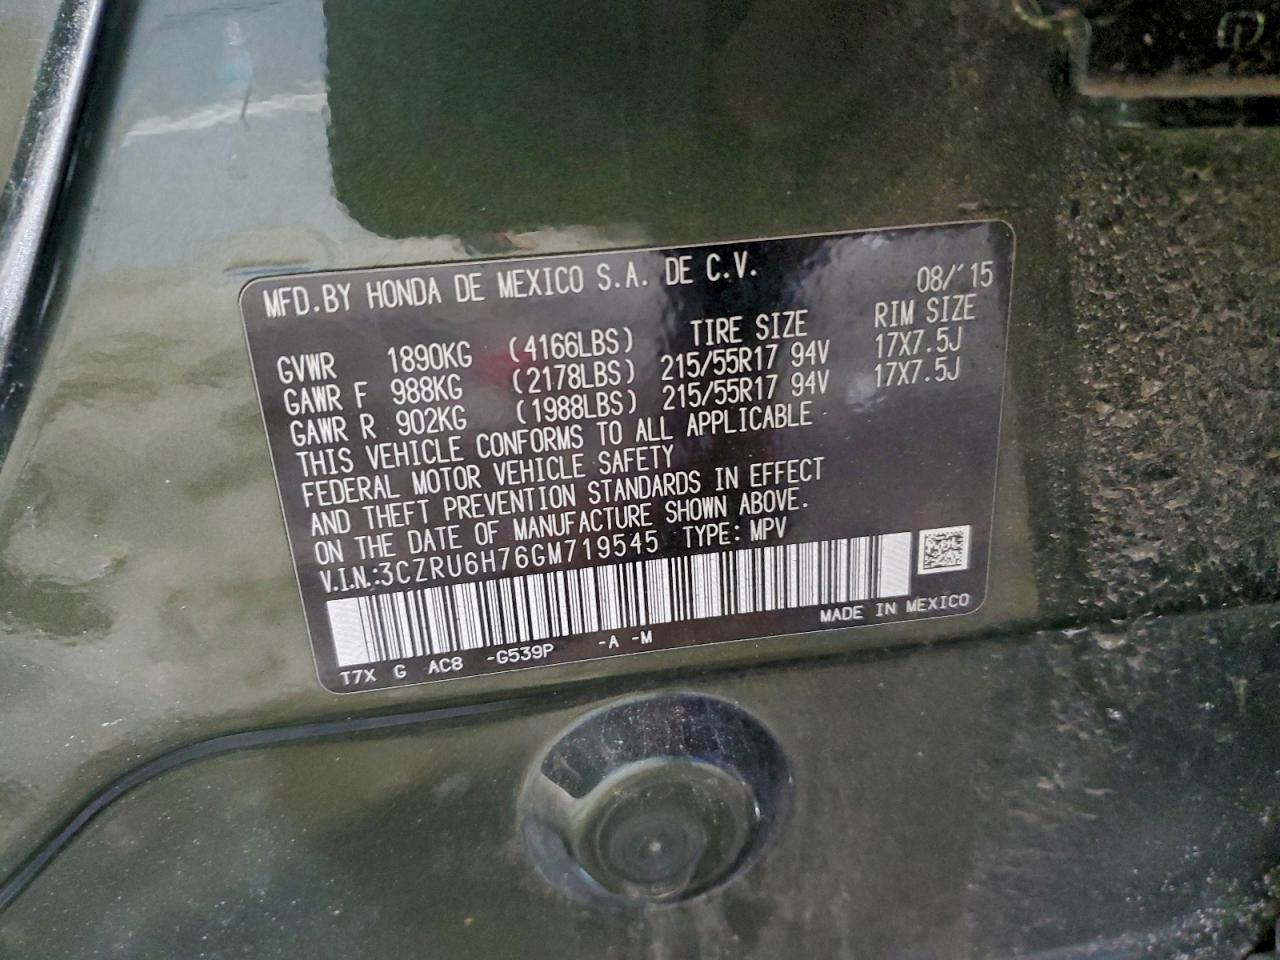 MFD.BY HONDA DE MEXICO S.A. DE C.V. 08/'15
TIRE SIZE RIM SIZE
GVWR 1890KG (4166LBS)
GAWR F 988KG (2178LBS) 215/55R17 94V 17X7.5J
GAWR R 902KG (1988LBS) 215/55R17 94V 17X7.5J
THIS VEHICLE CONFORMS TO ALL APPLICABLE
FEDERAL MOTOR VEHICLE SAFETY
AND THEFT PREVENTION STANDARDS IN EFFECT
ON THE DATE OF MANUFACTURE SHOWN ABOVE.
V.I.N.:3CZRU6H76GM719545 TYPE: MPV
MADE IN MEXICO
T7X G AC8 -G539P -A -M